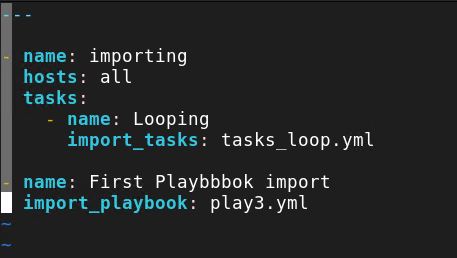 ---
- name: importing
  hosts: all
  tasks:
    - name: Looping
      import_tasks: tasks_loop.yml
- name: First Playbbbok import
  import_playbook: play3.yml
~
~